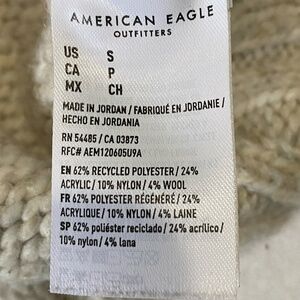 AMERICAN EAGLE
OUTFITTERS
US S
CA P
MX CH
MADE IN JORDAN / FABRIQUÉ EN JORDANIE /
HECHO EN JORDANIA
RN 54485 / CA 03873
RFC# AEM120605U9A
EN 62% RECYCLED POLYESTER / 24%
ACRYLIC / 10% NYLON / 4% WOOL
FR 62% POLYESTER RÉGÉNÉRÉ / 24%
ACRYLIQUE / 10% NYLON / 4% LAINE
SP 62% poliéster reciclado / 24% acrílico /
10% nylon / 4% lana